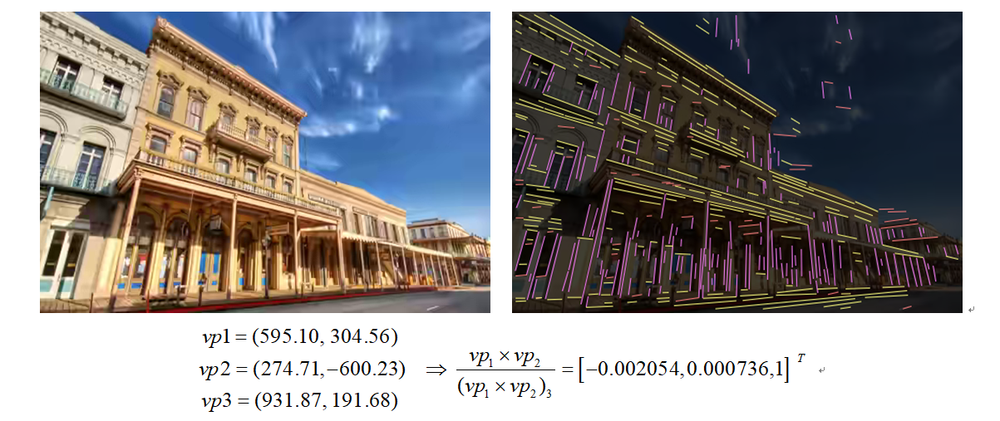 vp1 = (595.10, 304.56)
vp2 = (274.71, −600.23) ⇒ (vp₁ × vp₂) / (vp₁ × vp₂)₃ = [−0.002054, 0.000736, 1]ᵀ
vp3 = (931.87, 191.68)